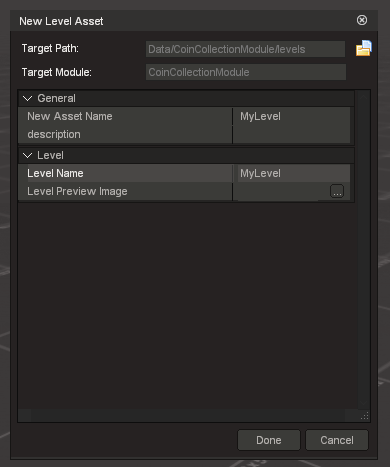 New Level Asset
Target Path: Data/CoinCollectionModule/levels
Target Module: CoinCollectionModule
General
New Asset Name MyLevel
description
Level
Level Name MyLevel
Level Preview Image ...
Done Cancel